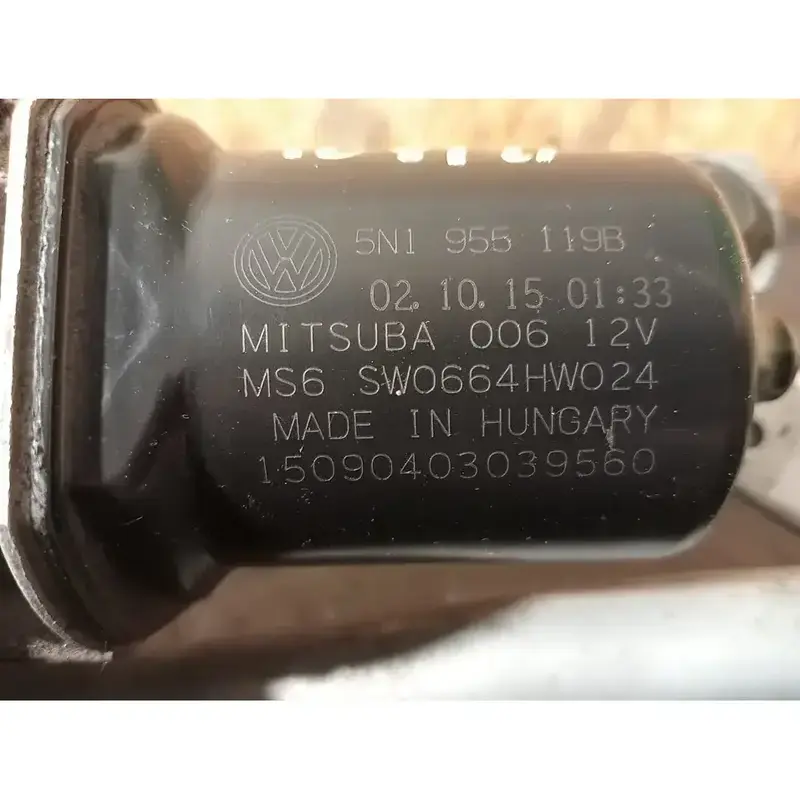 5N1 955 119B
02.10.15 01:33
MITSUBA 006 12V
MS6 SW0664HW024
MADE IN HUNGARY
15090403039560